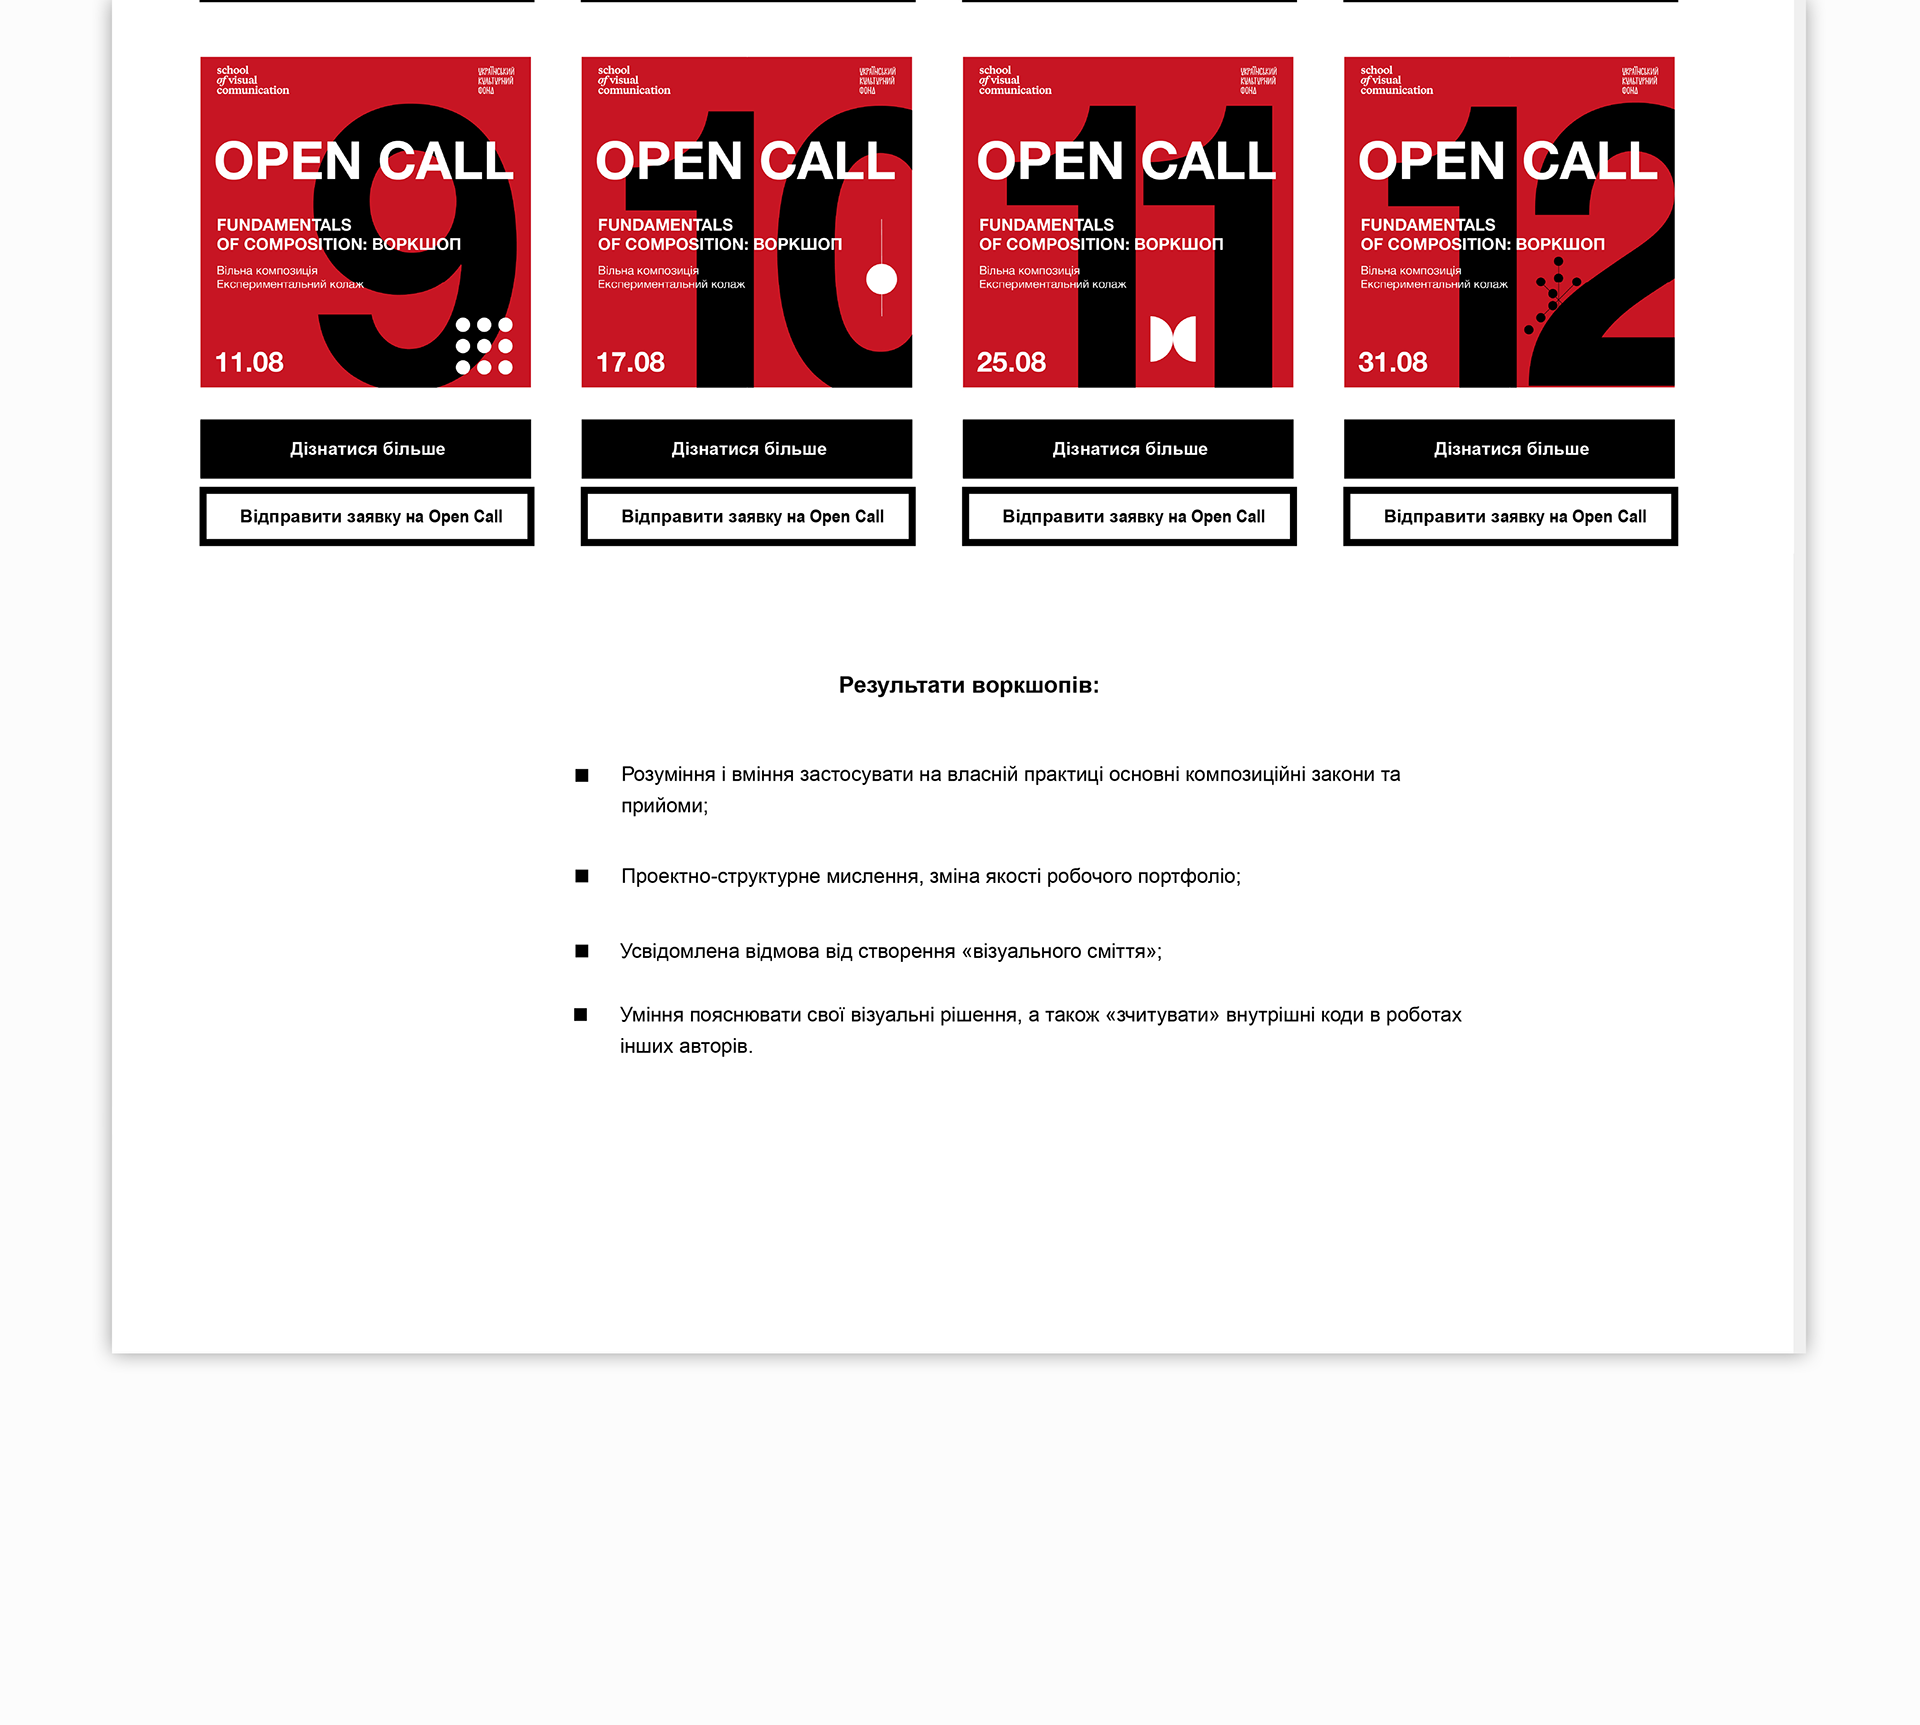 school
of visual
comunication
УКРАЇНСЬКИЙ
КУЛЬТУРНИЙ
ФОНД
9
OPEN CALL
FUNDAMENTALS
OF COMPOSITION: ВОРКШОП
Вільна композиція
Експериментальний колаж
11.08
school
of visual
comunication
УКРАЇНСЬКИЙ
КУЛЬТУРНИЙ
ФОНД
10
OPEN CALL
FUNDAMENTALS
OF COMPOSITION: ВОРКШОП
Вільна композиція
Експериментальний колаж
17.08
school
of visual
comunication
УКРАЇНСЬКИЙ
КУЛЬТУРНИЙ
ФОНД
11
OPEN CALL
FUNDAMENTALS
OF COMPOSITION: ВОРКШОП
Вільна композиція
Експериментальний колаж
25.08
school
of visual
comunication
УКРАЇНСЬКИЙ
КУЛЬТУРНИЙ
ФОНД
12
OPEN CALL
FUNDAMENTALS
OF COMPOSITION: ВОРКШОП
Вільна композиція
Експериментальний колаж
31.08
Дізнатися більше
Дізнатися більше
Дізнатися більше
Дізнатися більше
Відправити заявку на Open Call
Відправити заявку на Open Call
Відправити заявку на Open Call
Відправити заявку на Open Call
Результати воркшопів:
Розуміння і вміння застосувати на власній практиці основні композиційні закони та
прийоми;
Проектно-структурне мислення, зміна якості робочого портфоліо;
Усвідомлена відмова від створення «візуального сміття»;
Уміння пояснювати свої візуальні рішення, а також «зчитувати» внутрішні коди в роботах
інших авторів.